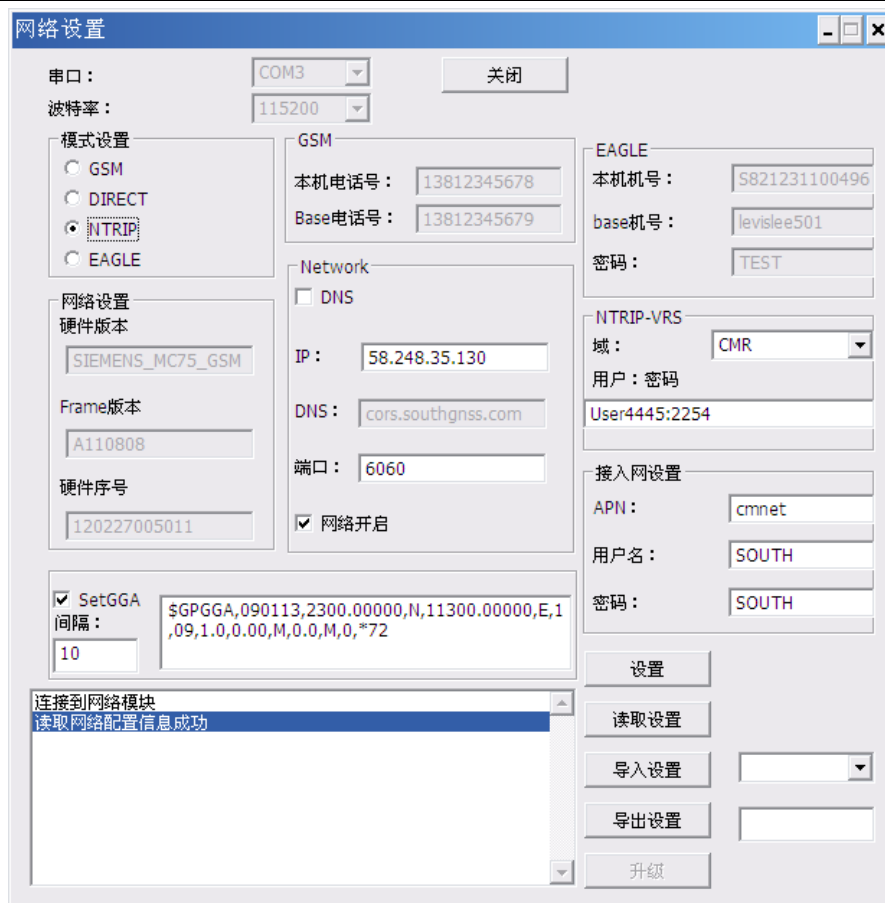 网络设置
串口： COM3 关闭
波特率： 115200
模式设置
GSM
DIRECT
NTRIP
EAGLE
GSM
本机电话号： 13812345678
Base电话号： 13812345679
EAGLE
本机机号： S821231100496
base机号： levislee501
密码： TEST
网络设置
硬件版本
SIEMENS_MC75_GSM
Frame版本
A110808
硬件序号
120227005011
Network
DNS
IP： 58.248.35.130
DNS： cors.southgnss.com
端口： 6060
网络开启
NTRIP-VRS
域： CMR
用户：密码
User4445:2254
接入网设置
APN： cmnet
用户名： SOUTH
密码： SOUTH
SetGGA
间隔：
10
$GPGGA,090113,2300.00000,N,11300.00000,E,1
,09,1.0,0.00,M,0.0,M,0,*72
连接到网络模块
读取网络配置信息成功
设置
读取设置
导入设置
导出设置
升级